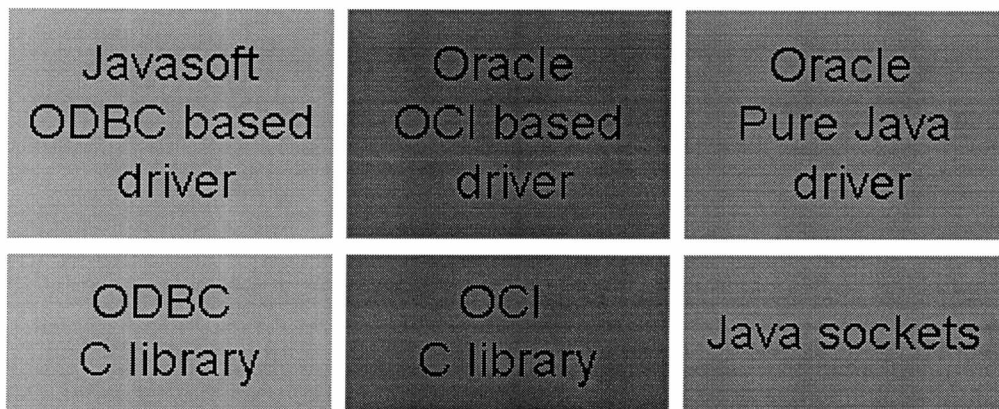 Javasoft
ODBC based
driver
Oracle
OCI based
driver
Oracle
Pure Java
driver
ODBC
C library
OCI
C library
Java sockets